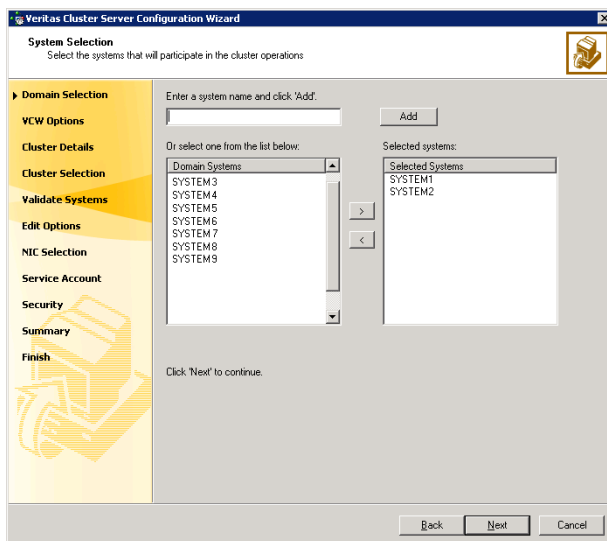 Veritas Cluster Server Configuration Wizard
System Selection
Select the systems that will participate in the cluster operations
Domain Selection
VCW Options
Cluster Details
Cluster Selection
Validate Systems
Edit Options
NIC Selection
Service Account
Security
Summary
Finish
Enter a system name and click 'Add'.
Add
Or select one from the list below:
Domain Systems
SYSTEM3
SYSTEM4
SYSTEM5
SYSTEM6
SYSTEM7
SYSTEM8
SYSTEM9
>
<
Selected systems:
Selected Systems
SYSTEM1
SYSTEM2
Click 'Next' to continue.
Back
Next
Cancel